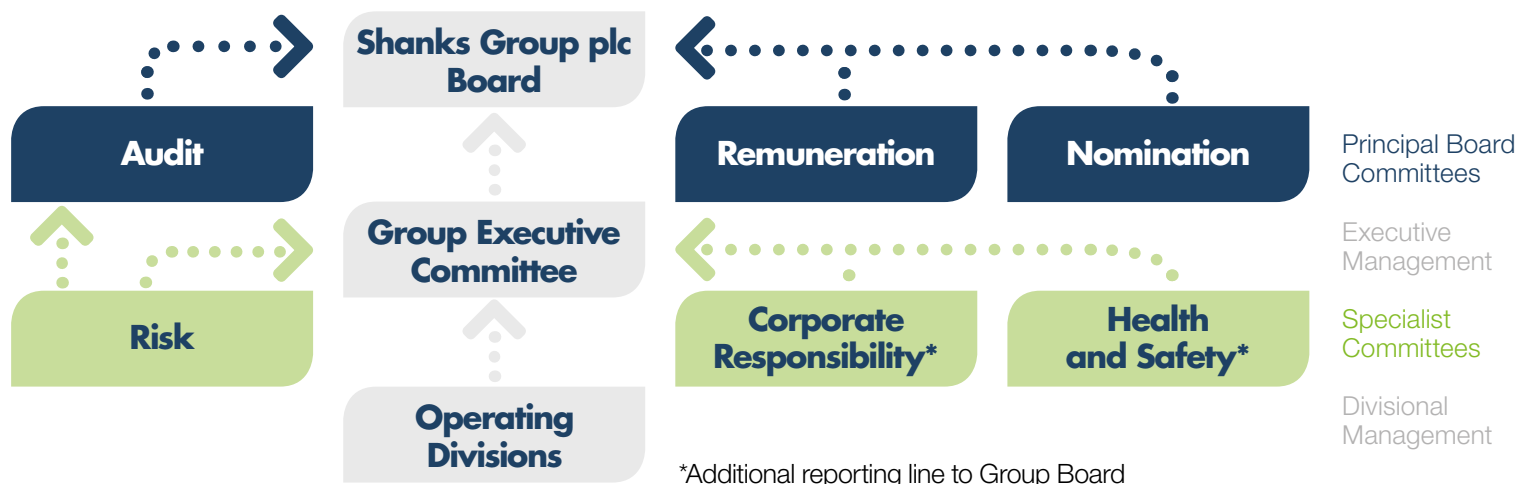 Shanks Group plc
Board
Audit
Remuneration
Nomination
Principal Board
Committees
Group Executive
Committee
Executive
Management
Risk
Corporate
Responsibility*
Health
and Safety*
Specialist
Committees
Operating
Divisions
Divisional
Management
*Additional reporting line to Group Board